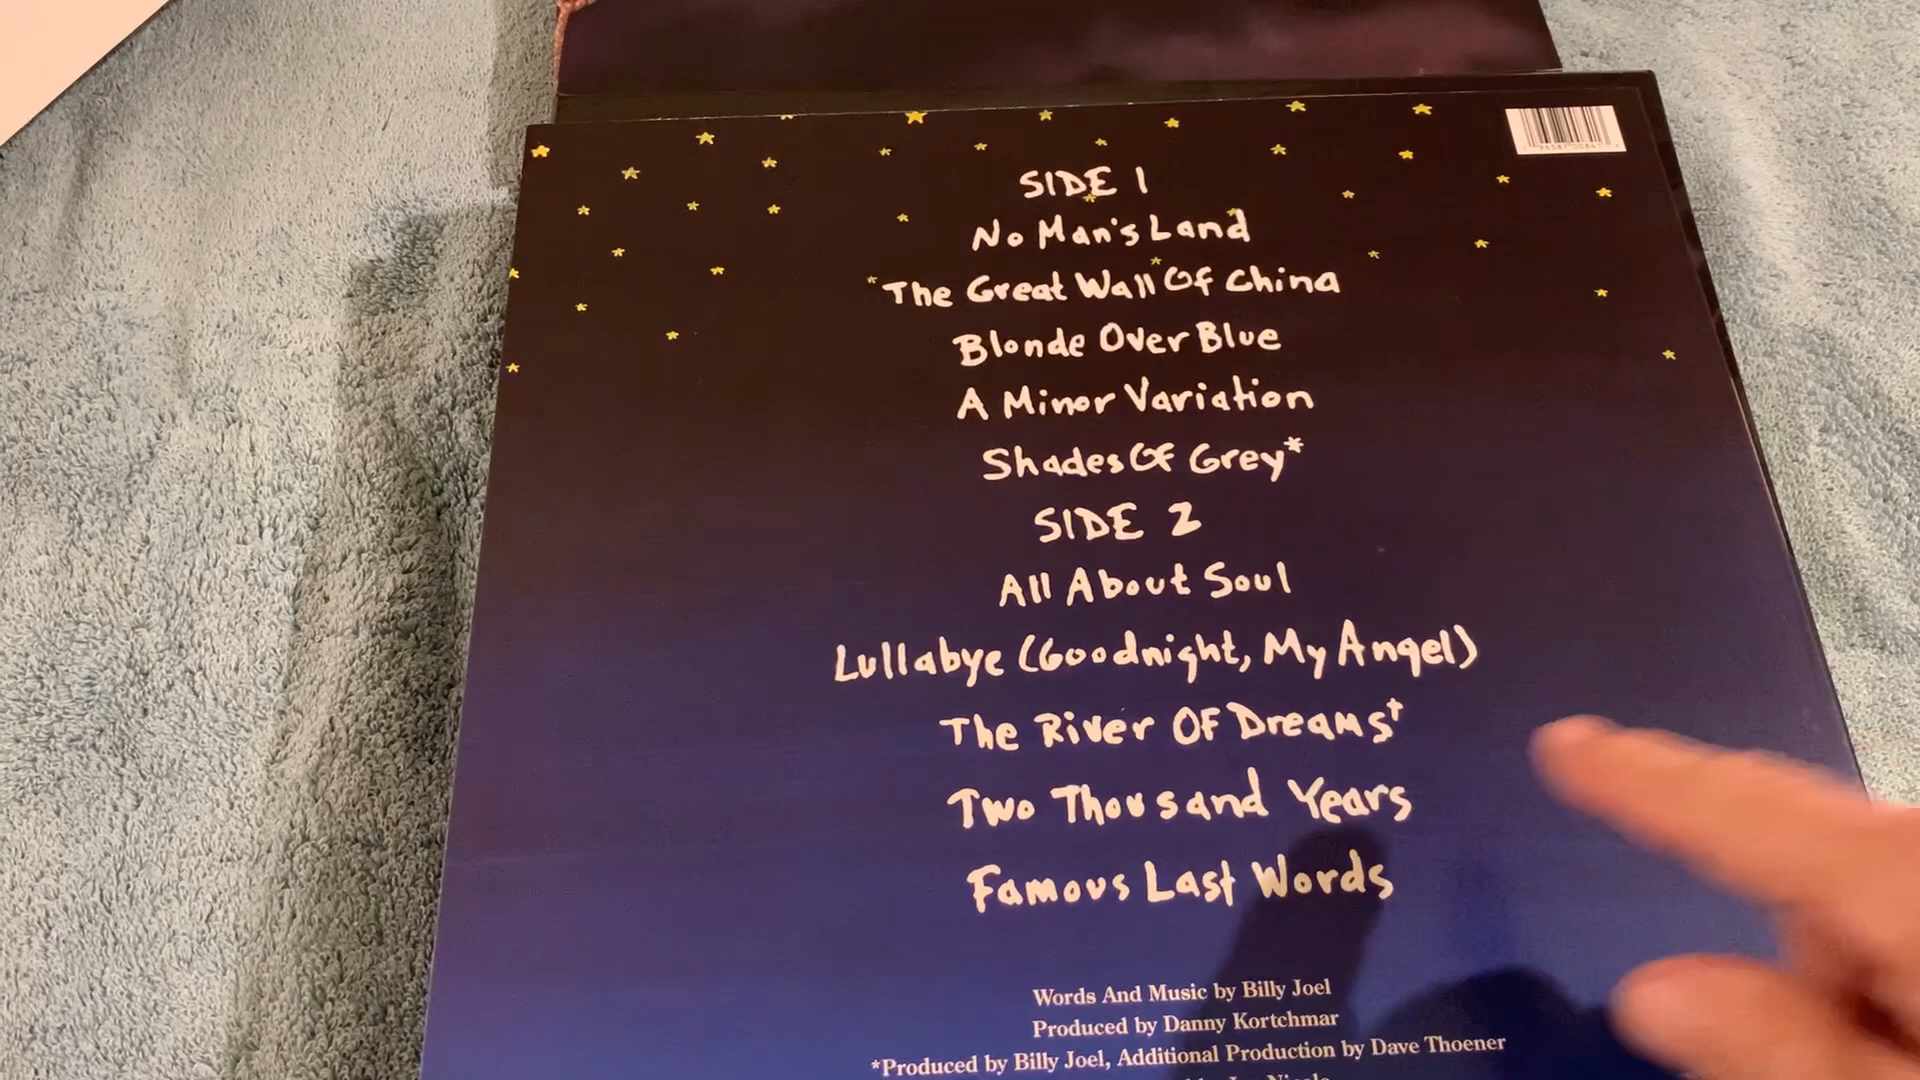 SIDE 1
No Man's Land
*The Great Wall Of China
Blonde Over Blue
A Minor Variation
Shades Of Grey*
SIDE 2
All About Soul
Lullabye (Goodnight, My Angel)
The River Of Dreams†
Two Thousand Years
Famous Last Words
Words And Music by Billy Joel
Produced by Danny Kortchmar
*Produced by Billy Joel, Additional Production by Dave Thoener